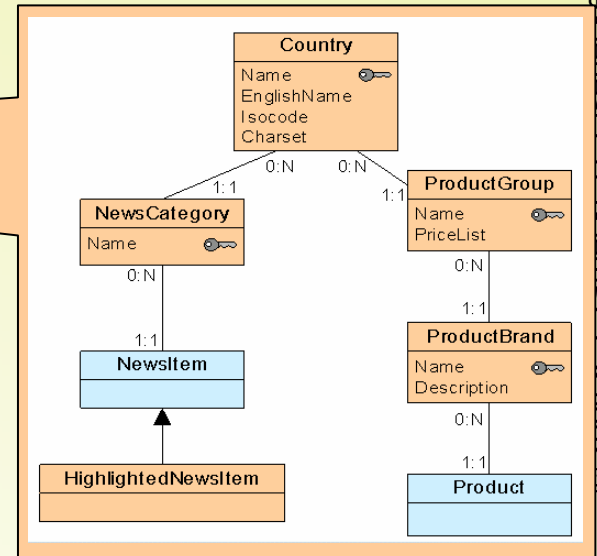 Country
Name
EnglishName
Isocode
Charset
0:N
0:N
1:1
1:1
NewsCategory
Name
0:N
1:1
NewsItem
HighlightedNewsItem
ProductGroup
Name
PriceList
0:N
1:1
ProductBrand
Name
Description
0:N
1:1
Product